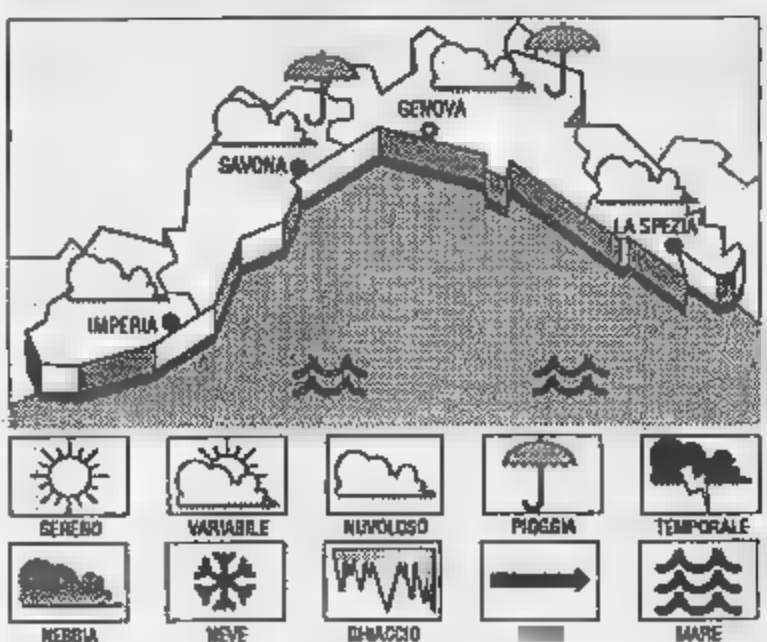 GENOVA
SAVONA
LA SPEZIA
IMPERIA
SERENO VARIABILE NUVOLOSO PIOGGIA TEMPORALE
NEBBIA NEVE GHIACCIO MARE